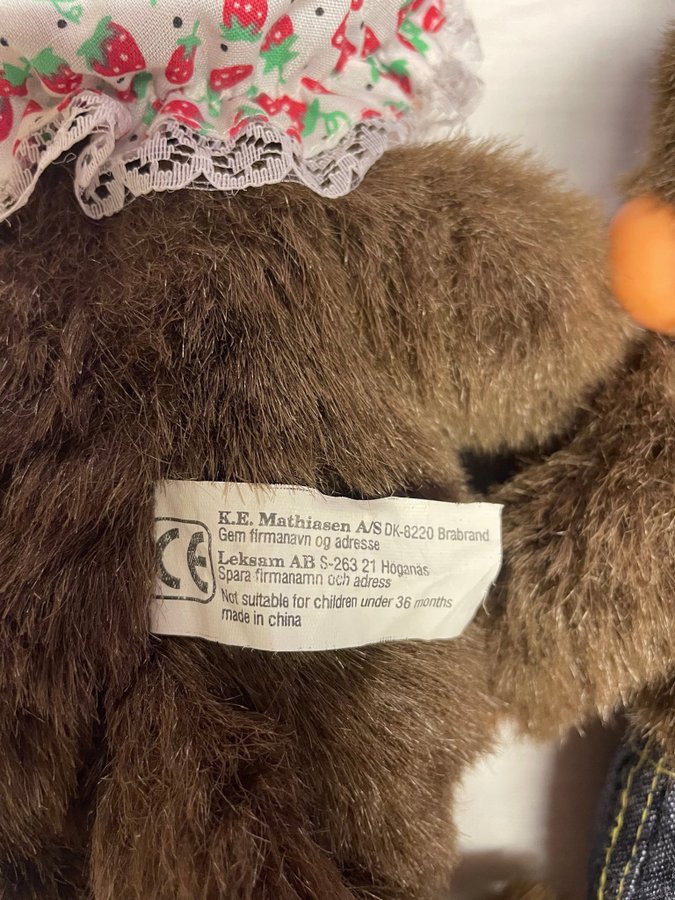 CE
K.E. Mathiasen A/S DK-8220 Brabrand
Gem firmanavn og adresse
Leksam AB S-263 21 Höganäs
Spara firmanamn och adress
Not suitable for children under 36 months
made in china